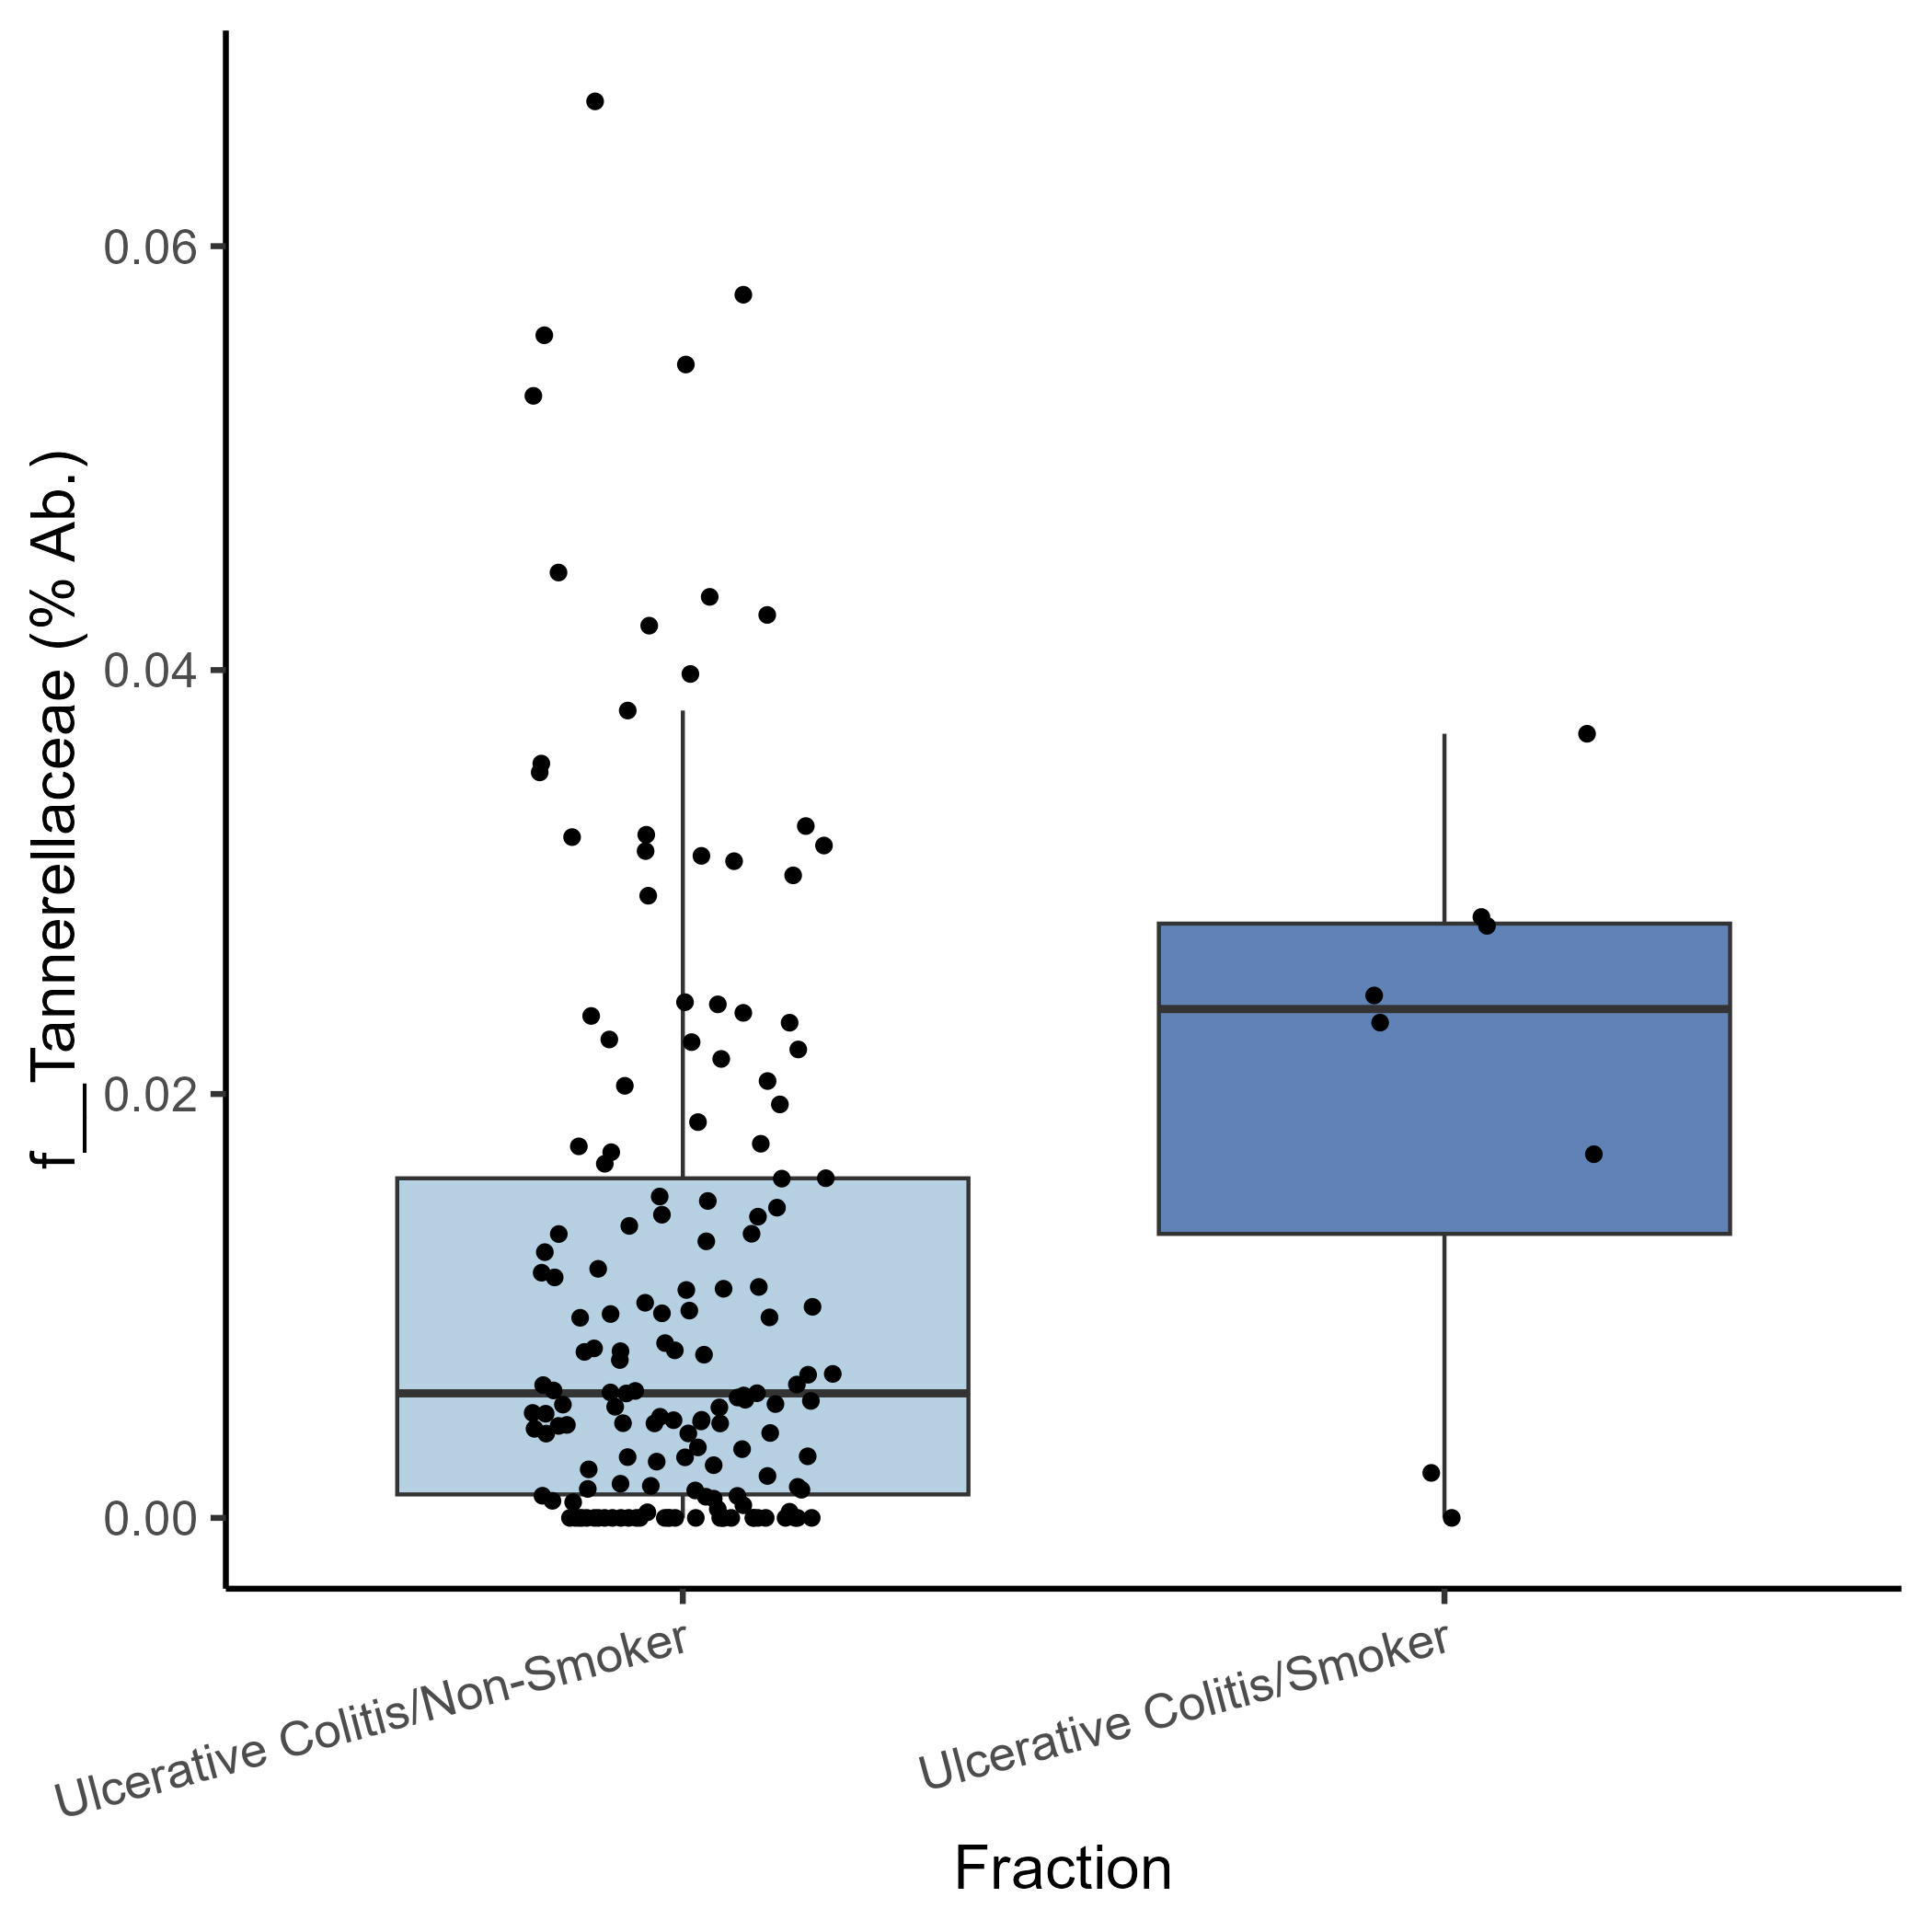 f__Tannerellaceae (% Ab.)
0.06
0.04
0.02
0.00
Ulcerative Colitis/Non-Smoker
Ulcerative Colitis/Smoker
Fraction